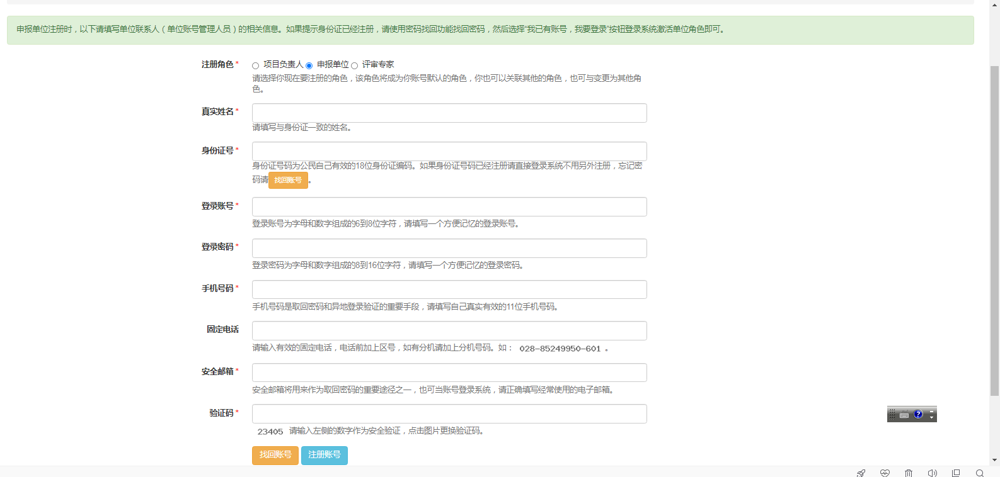 申报单位注册时，以下请填写单位联系人（单位账号管理人员）的相关信息。如果提示身份证已经注册，请使用密码找回功能找回密码，然后选择“我已有账号，我要登录”按钮登录系统激活单位角色即可。
注册角色 * 项目负责人 申报单位 评审专家
请选择你现在要注册的角色，该角色将成为你账号默认的角色，你也可以关联其他的角色，也可与变更为其他角
色。
真实姓名 *
请填写与身份证一致的姓名。
身份证号 *
身份证号码为公民自己有效的18位身份证编码。如果身份证号码已经注册请直接登录系统不用另外注册，忘记密
码请 找回账号 。
登录账号 *
登录账号为字母和数字组成的6到8位字符，请填写一个方便记忆的登录账号。
登录密码 *
登录密码为字母和数字组成的8到16位字符，请填写一个方便记忆的登录密码。
手机号码 *
手机号码是取回密码和异地登录验证的重要手段，请填写自己真实有效的11位手机号码。
固定电话
请输入有效的固定电话，电话前加上区号，如有分机请加上分机号码。如： 028-85249950-601 。
安全邮箱 *
安全邮箱将用来作为取回密码的重要途径之一，也可当账号登录系统，请正确填写经常使用的电子邮箱。
验证码 *
23405 请输入左侧的数字作为安全验证，点击图片更换验证码。
找回账号 注册账号